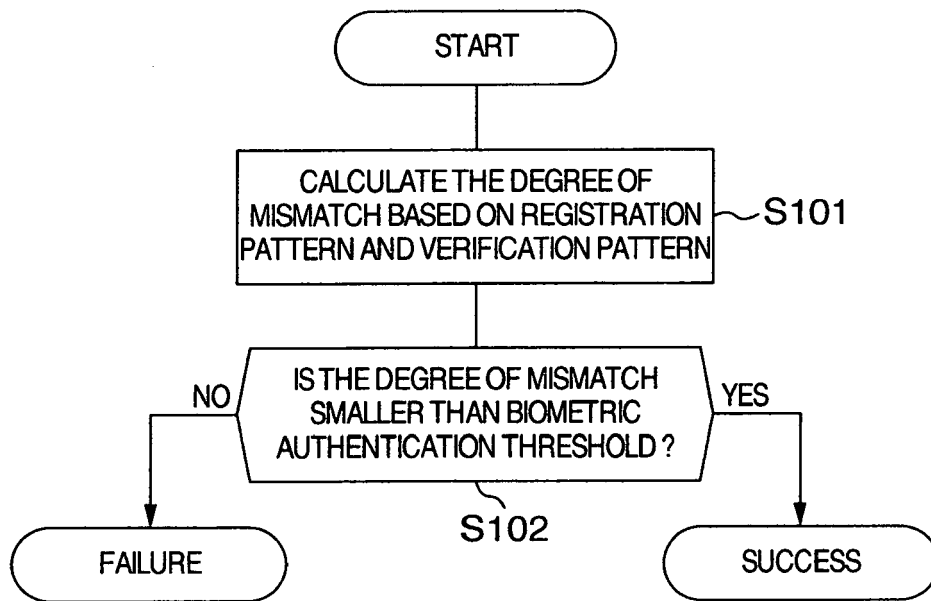 START
CALCULATE THE DEGREE OF
MISMATCH BASED ON REGISTRATION
PATTERN AND VERIFICATION PATTERN
S101
IS THE DEGREE OF MISMATCH
SMALLER THAN BIOMETRIC
AUTHENTICATION THRESHOLD ?
NO
YES
S102
FAILURE
SUCCESS